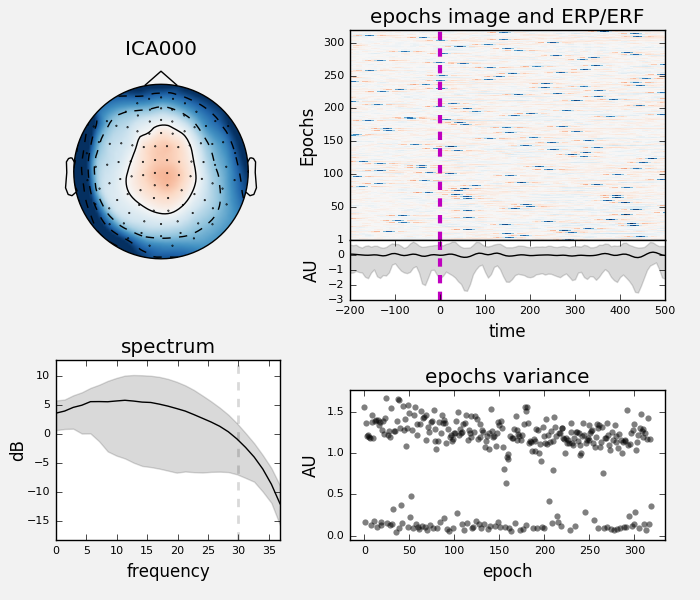 ICA000
epochs image and ERP/ERF
Epochs
300
250
200
150
100
50
1
AU
0
−1
−2
−3
−200 −100 0 100 200 300 400 500
time
spectrum
dB
10
5
0
−5
−10
−15
0 5 10 15 20 25 30 35
frequency
epochs variance
AU
1.5
1.0
0.5
0.0
0 50 100 150 200 250 300
epoch